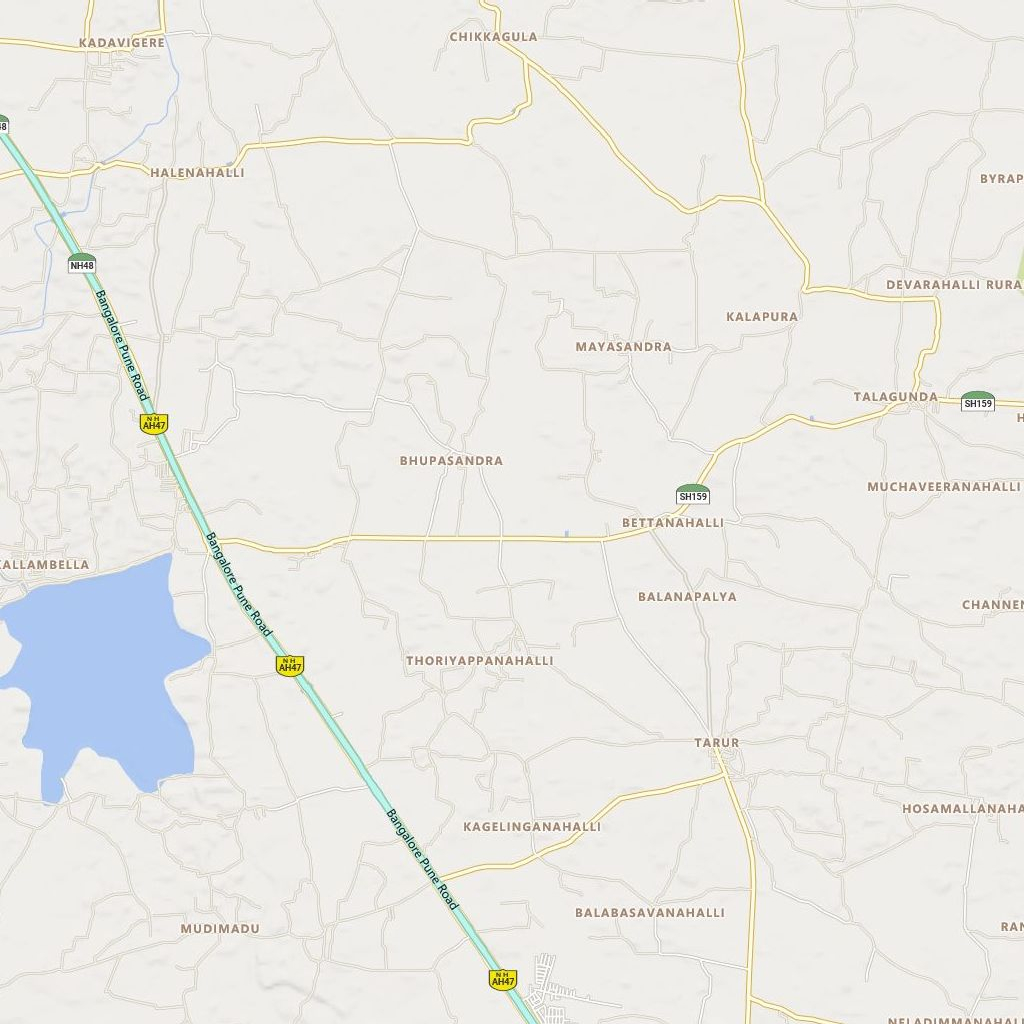 CHIKKAGULA
KADAVIGERE
48
HALENAHALLI
BYRAP
NH48
DEVARAHALLI RURA
Bangalore Pune Road
KALAPURA
MAYASANDRA
TALAGUNDA
SH159
H
NH
AH47
BHUPASANDRA
MUCHAVEERANAHALLI
SH159
BETTANAHALLI
ALLAMBELLA
Bangalore Pune Road
BALANAPALYA
CHANNEN
NH
AH47
THORIYAPPANAHALLI
TARUR
HOSAMALLANAHA
Bangalore Pune Road
KAGELINGANAHALLI
BALABASAVANAHALLI
MUDIMADU
RAN
NH
AH47
NELADIMMANAHALL